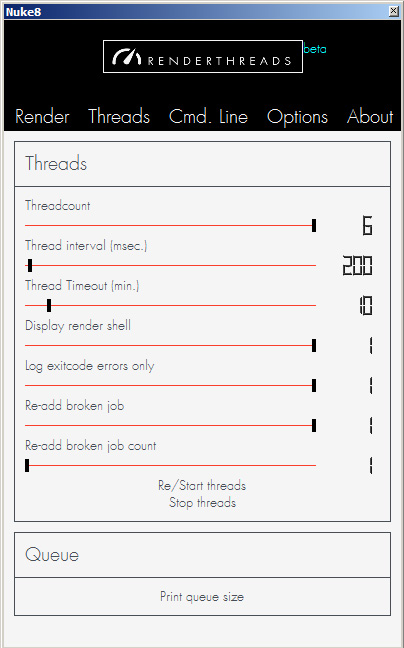 Nuke8
RENDERTHREADS beta
Render Threads Cmd. Line Options About
Threads
Threadcount
6
Thread interval (msec.)
200
Thread Timeout (min.)
10
Display render shell
1
Log exitcode errors only
1
Re-add broken job
1
Re-add broken job count
1
Re/Start threads
Stop threads
Queue
Print queue size